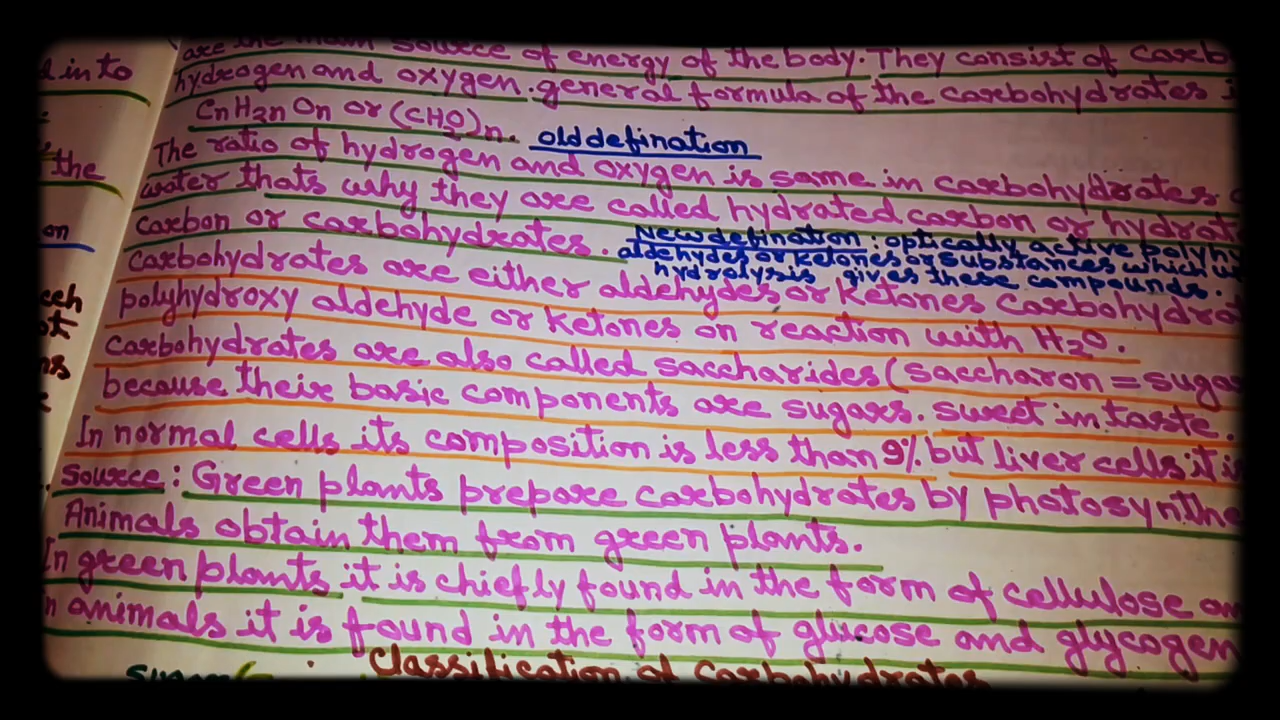 d in to
the
on
are the main source of energy of the body. They consist of Carb
hydrogen and oxygen. general formula of the carbohydrates i
CnH2nOn or (CH2O)n. old defination
The ratio of hydrogen and oxygen is same in carbohydrates
water thats why they are called hydrated carbon or hydrat
carbon or carbohydrates.
New defination: optically active polyhy
aldehydes or ketones or substances which
hydrolysis gives these compounds.
carbohydrates are either aldehydes or Ketones Carbohydrat
polyhydroxy aldehyde or ketones on reaction with H2O.
carbohydrates are also called saccharides (saccharon = suga
because their basic components are sugars. sweet in taste.
In normal cells its composition is less than 9% but liver cells it i
Source: Green plants prepare carbohydrates by photosynthe
Animals obtain them from green plants.
In green plants it is chiefly found in the form of cellulose an
n animals it is found in the form of glucose and glycogen
Classification of Carbohydrates